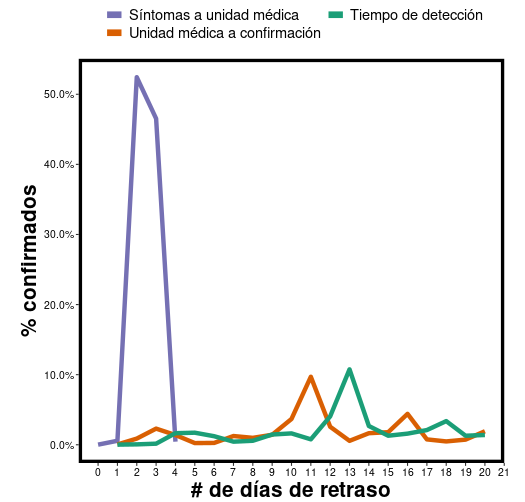 Síntomas a unidad médica
Tiempo de detección
Unidad médica a confirmación
50.0%
40.0%
30.0%
20.0%
10.0%
0.0%
% confirmados
0 1 2 3 4 5 6 7 8 9 10 11 12 13 14 15 16 17 18 19 20 21
# de días de retraso